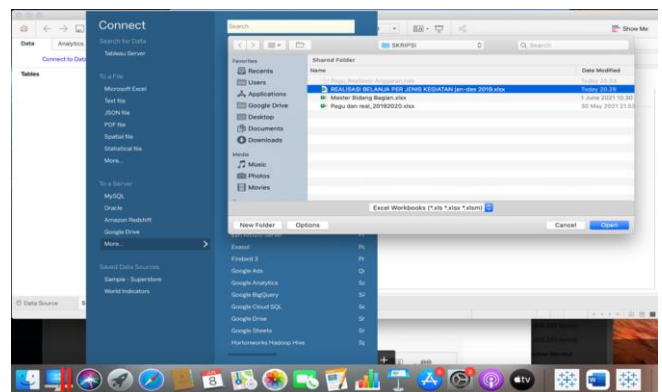 Connect
Search
SKRIPSI
Search
Show Me
Data
Analytics
Search for Data
Tableau Server
Connect to Data
Tables
To a File
Microsoft Excel
Text file
JSON file
PDF file
Spatial file
Statistical file
More...
To a Server
MySQL
Oracle
Amazon Redshift
Google Drive
More...
Saved Data Sources
Sample - Superstore
World Indicators
Data Source
Favorites
Recents
Users
Applications
Google Drive
Desktop
Documents
Downloads
Media
Music
Photos
Movies
Shared Folder
Name
Date Modified
REALISASI BELANJA PER JENIS KEGIATAN jan-des 2019.xlsx
Today 20.28
Master Bidang Bagian.xlsx
1 June 2021 10.30
Pagu dan real_20192020.xlsx
30 May 2021 21.53
Excel Workbooks (*.xls *.xlsx *.xlsm)
New Folder
Options
Cancel
Open
Exasol
Firebird 3
Google Ads
Google Analytics
Google BigQuery
Google Cloud SQL
Google Drive
Google Sheets
Hortonworks Hadoop Hive
8
tv